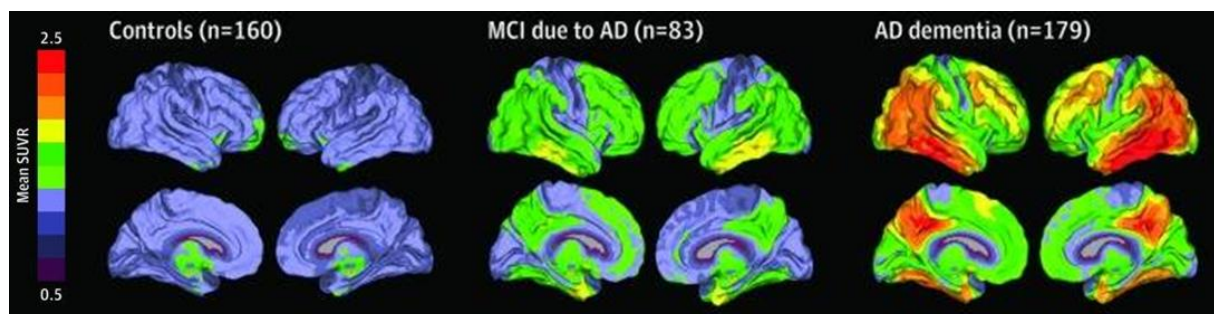 Controls (n=160)
MCI due to AD (n=83)
AD dementia (n=179)
2.5
Mean SUVR
0.5